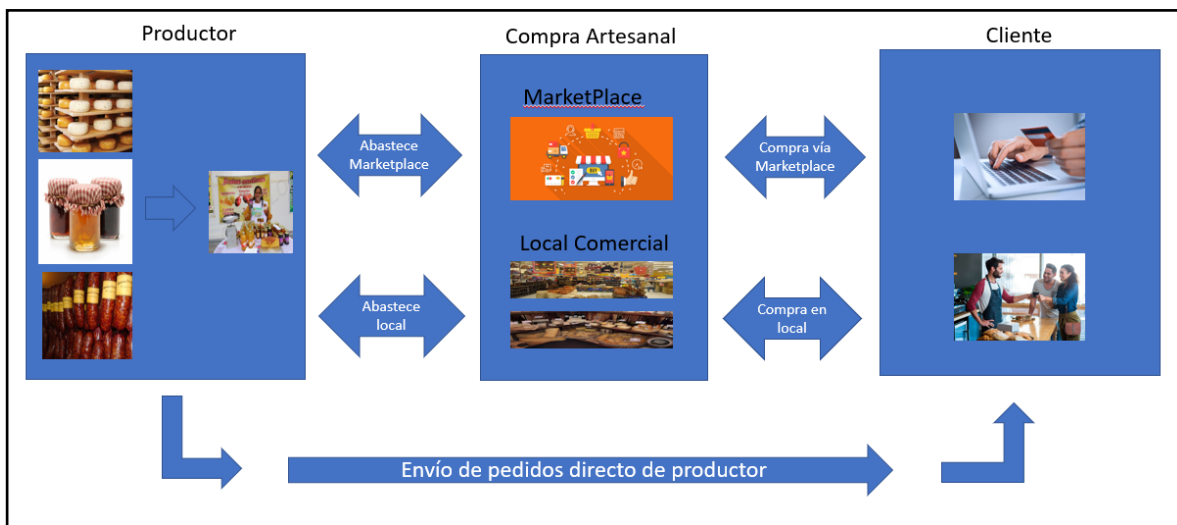 Productor
Compra Artesanal
Cliente
MarketPlace
Abastece
Marketplace
Compra vía
Marketplace
Local Comercial
Abastece
local
Compra en
local
Envío de pedidos directo de productor